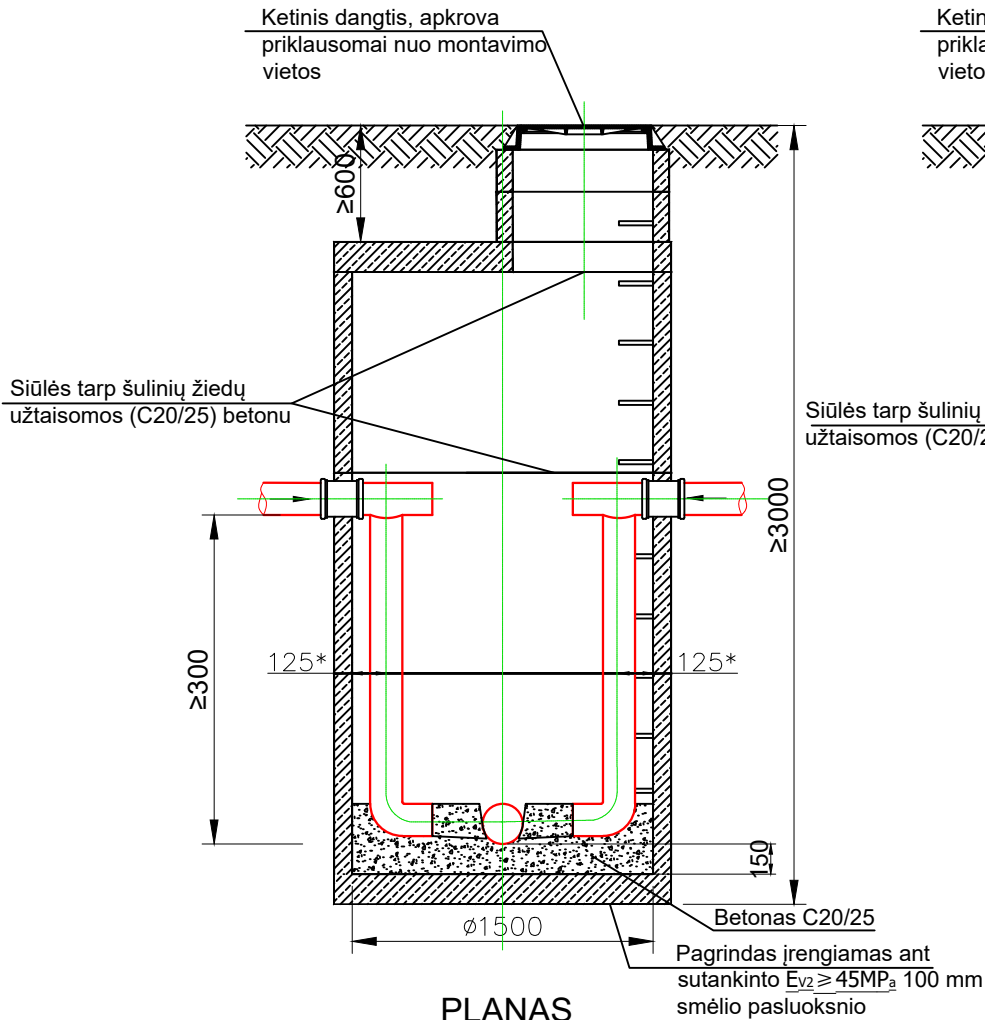 Ketinis dangtis, apkrova
priklausomai nuo montavimo
vietos
Ketin
prikla
vieto
≥600
Siūlės tarp šulinių žiedų
užtaisomos (C20/25) betonu
Siūlės tarp šulinių
užtaisomos (C20/2
≥3000
≥300
125*
125*
150
Betonas C20/25
ø1500
Pagrindas įrengiamas ant
sutankinto Ev2 ≥ 45MPa 100 mm
smėlio pasluoksnio
PLANAS